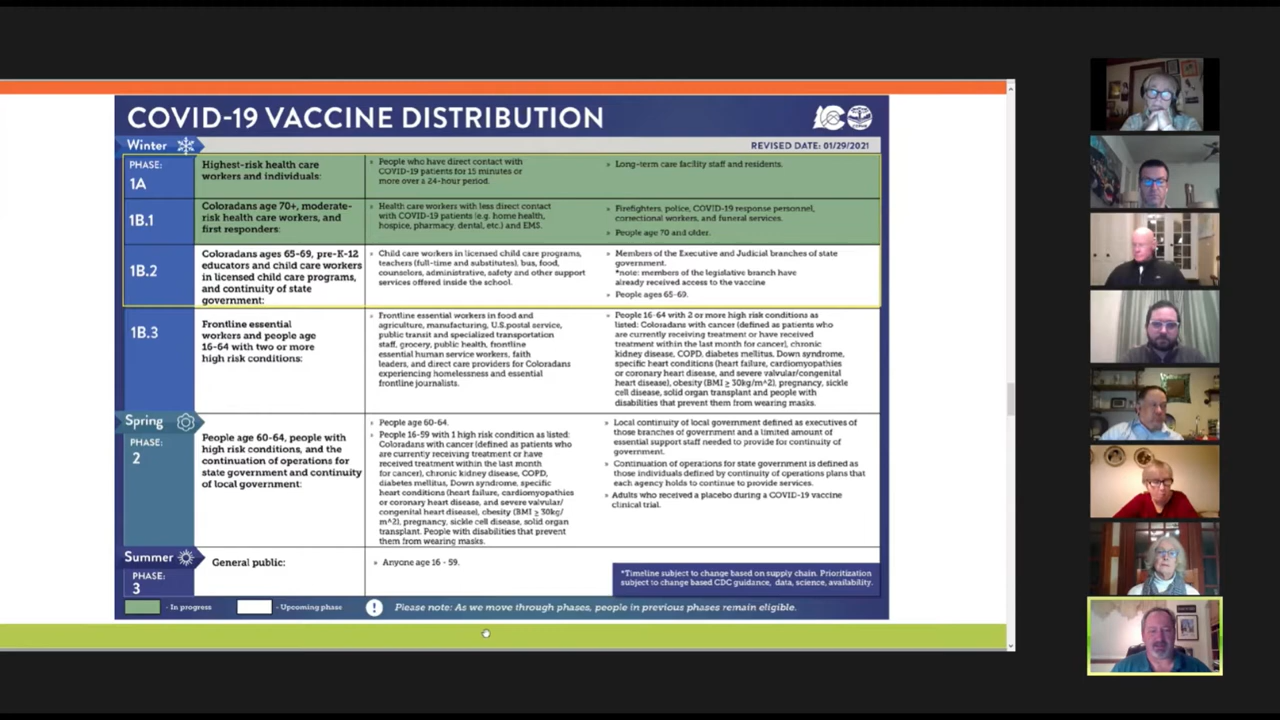 COVID-19 VACCINE DISTRIBUTION
Winter
REVISED DATE: 01/29/2021
PHASE:
1A
Highest-risk health care
workers and individuals:
» People who have direct contact with
COVID-19 patients for 15 minutes or
more over a 24-hour period.
» Long-term care facility staff and residents.
1B.1
Coloradans age 70+, moderate-
risk health care workers, and
first responders:
» Health care workers with less direct contact
with COVID-19 patients (e.g. home health,
hospice, pharmacy, dental, etc.) and EMS.
» Firefighters, police, COVID-19 response personnel,
correctional workers, and funeral services.
» People age 70 and older.
1B.2
Coloradans ages 65-69, pre-K-12
educators and child care workers
in licensed child care programs,
and continuity of state
government:
» Child care workers in licensed child care programs,
teachers (full-time and substitutes), bus, food,
counselors, administrative, safety and other support
services offered inside the school.
» Members of the Executive and Judicial branches of state
government.
*note: members of the legislative branch have
already received access to the vaccine
» People ages 65-69.
1B.3
Frontline essential
workers and people age
16-64 with two or more
high risk conditions:
» Frontline essential workers in food and
agriculture, manufacturing, U.S.postal service,
public transit and specialized transportation
staff, grocery, public health, frontline
essential human service workers, faith
leaders, and direct care providers for Coloradans
experiencing homelessness and essential
frontline journalists.
» People 16-64 with 2 or more high risk conditions as
listed: Coloradans with cancer (defined as patients who
are currently receiving treatment or have received
treatment within the last month for cancer), chronic
kidney disease, COPD, diabetes mellitus, Down syndrome,
specific heart conditions (heart failure, cardiomyopathies
or coronary heart disease, and severe valvular/congenital
heart disease), obesity (BMI ≥ 30kg/m^2), pregnancy, sickle
cell disease, solid organ transplant and people with
disabilities that prevent them from wearing masks.
Spring
PHASE:
2
People age 60-64, people with
high risk conditions, and the
continuation of operations for
state government and continuity
of local government:
» People age 60-64.
» People 16-59 with 1 high risk condition as listed:
Coloradans with cancer (defined as patients who
are currently receiving treatment or have
received treatment within the last month
for cancer), chronic kidney disease, COPD,
diabetes mellitus, Down syndrome, specific
heart conditions (heart failure, cardiomyopathies
or coronary heart disease, and severe valvular/
congenital heart disease), obesity (BMI ≥ 30kg/
m^2), pregnancy, sickle cell disease, solid organ
transplant. People with disabilities that prevent
them from wearing masks.
» Local continuity of local government defined as executives of
those branches of government and a limited amount of
essential support staff needed to provide for continuity of
government.
» Continuation of operations for state government is defined as
those individuals defined by continuity of operations plans that
each agency holds to continue to provide services.
» Adults who received a placebo during a COVID-19 vaccine
clinical trial.
Summer
PHASE:
3
General public:
» Anyone age 16 - 59.
*Timeline subject to change based on supply chain. Prioritization
subject to change based CDC guidance, data, science, availability.
- In progress
- Upcoming phase
! Please note: As we move through phases, people in previous phases remain eligible.